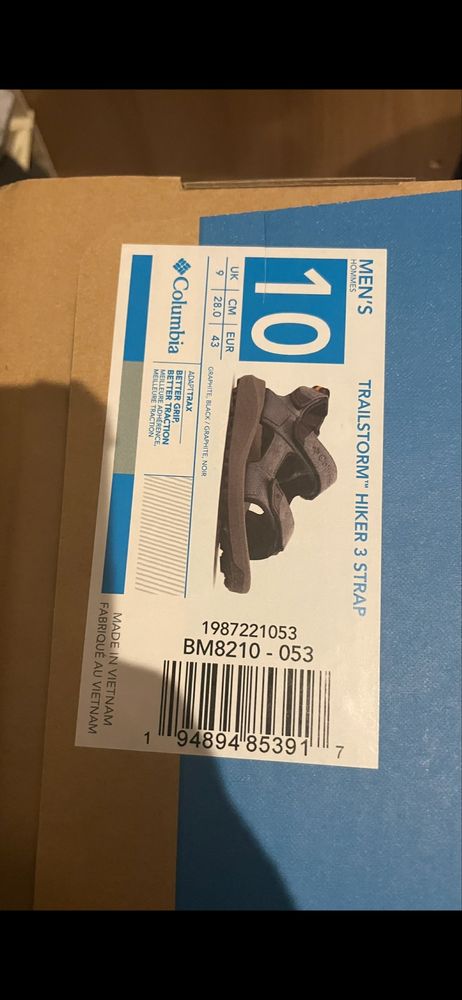 MEN'S
HOMMES
TRAILSTORM™ HIKER 3 STRAP
10
UK CM EUR
9 28.0 43
GRAPHITE, BLACK / GRAPHITE, NOIR
Columbia
ADAPTTRAX
BETTER GRIP,
BETTER TRACTION
MEILLEURE ADHÉRENCE,
MEILLEURE TRACTION
1987221053
BM8210 - 053
1 94894 85391 7
MADE IN VIETNAM
FABRIQUÉ AU VIETNAM